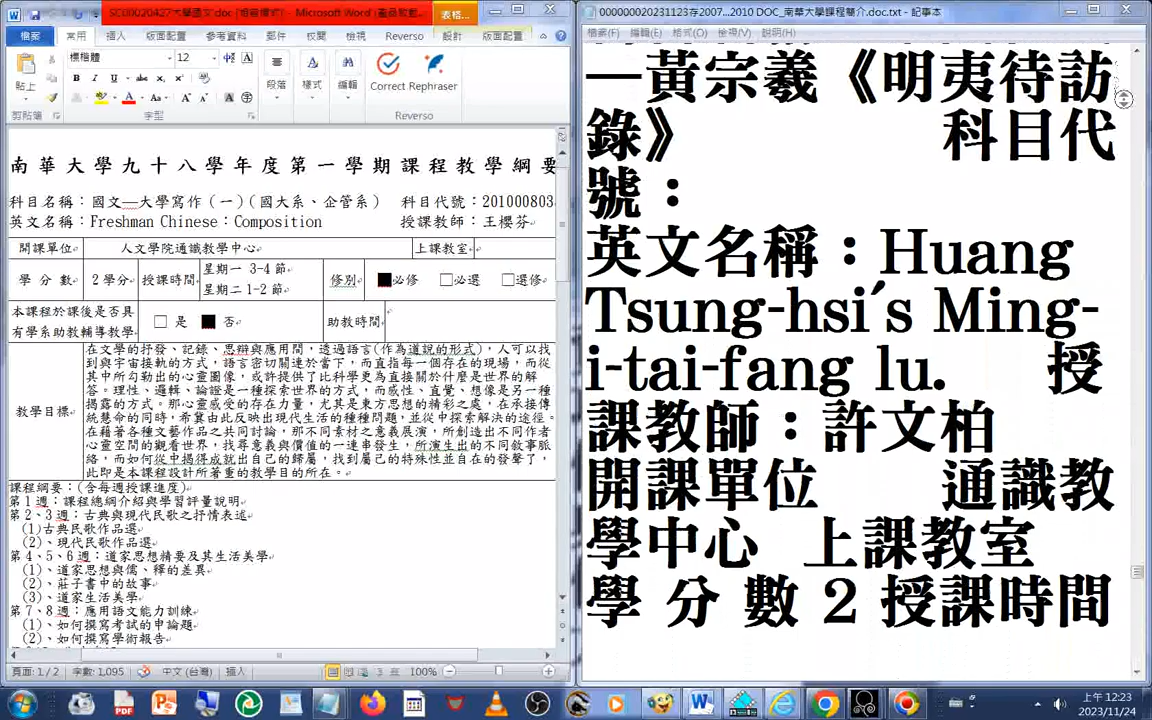 SC00020427大學國文.doc [相容模式] - Microsoft Word (產品啟動...
表格...
檔案 常用 插入 版面配置 參考資料 郵件 校閱 檢視 Reverso 設計 版面配置
標楷體 12
貼上 段落 樣式 編輯 Correct Rephraser
剪貼簿 字型 Reverso
南華大學九十八學年度第一學期課程教學綱要
科目名稱：國文—大學寫作(一)(國大系、企管系) 科目代號：201000803
英文名稱：Freshman Chinese：Composition 授課教師：王櫻芬
開課單位 人文學院通識教學中心 上課教室
學 分 數 2學分 授課時間 星期一 3-4節 修別 ■必修 □必選 □選修
星期二1-2節
本課程於課後是否具 □是 ■否 助教時間
有學系助教輔導教學
教學目標
在文學的抒發、記錄、思辯與應用間，透過語言(作為道說的形式)，人可以找
到與宇宙接軌的方式。語言密切關連於當下，而直指每一個存在的現場，而從
其中所勾勒出的心靈圖像，或許提供了比科學更為直接關於什麼是世界的解
答。理性、邏輯、論證是一種探索世界的方式，而感性、直覺、想像是另一種
揭露的方式。那心靈感受的存在力量，尤其是東方思想的精彩之處，在承接傳
統慧命的同時，希冀由此反映出現代生活的種種問題，並從中探索解決的途徑。
在藉著各種文藝作品之共同討論，那不同素材之意義展演，所創造出不同作者
心靈空間的觀看世界，找尋意義與價值的一連串發生，所演生出的不同敘事脈
絡，而如何從中揭得成就出自己的歸屬，找到屬己的特殊性並自在的發聲了，
此即是本課程設計所著重的教學目的所在。
課程綱要：(含每週授課進度)
第1週：課程總綱介紹與學習評量說明
第2、3週：古典與現代民歌之抒情表述
(1)古典民歌作品選
(2)、現代民歌作品選
第4、5、6週：道家思想精要及其生活美學
(1)、道家思想與儒、釋的差異
(2)、莊子書中的故事
(3)、道家生活美學
第7、8週：應用語文能力訓練
(1)、如何撰寫考試的申論題
(2)、如何撰寫學術報告
頁面：1/2 字數：1,095 中文(台灣) 插入 100%
000000020231123存2007...2010 DOC_南華大學課程簡介.doc.txt - 記事本
檔案(F) 編輯(E) 格式(O) 檢視(V) 說明(H)
—黃宗羲《明夷待訪
錄》 科目代
號：
英文名稱：Huang
Tsung-hsi′s Ming-
i-tai-fang lu. 授
課教師：許文柏
開課單位 通識教
學中心 上課教室
學 分 數 2 授課時間
上午 12:23
2023/11/24